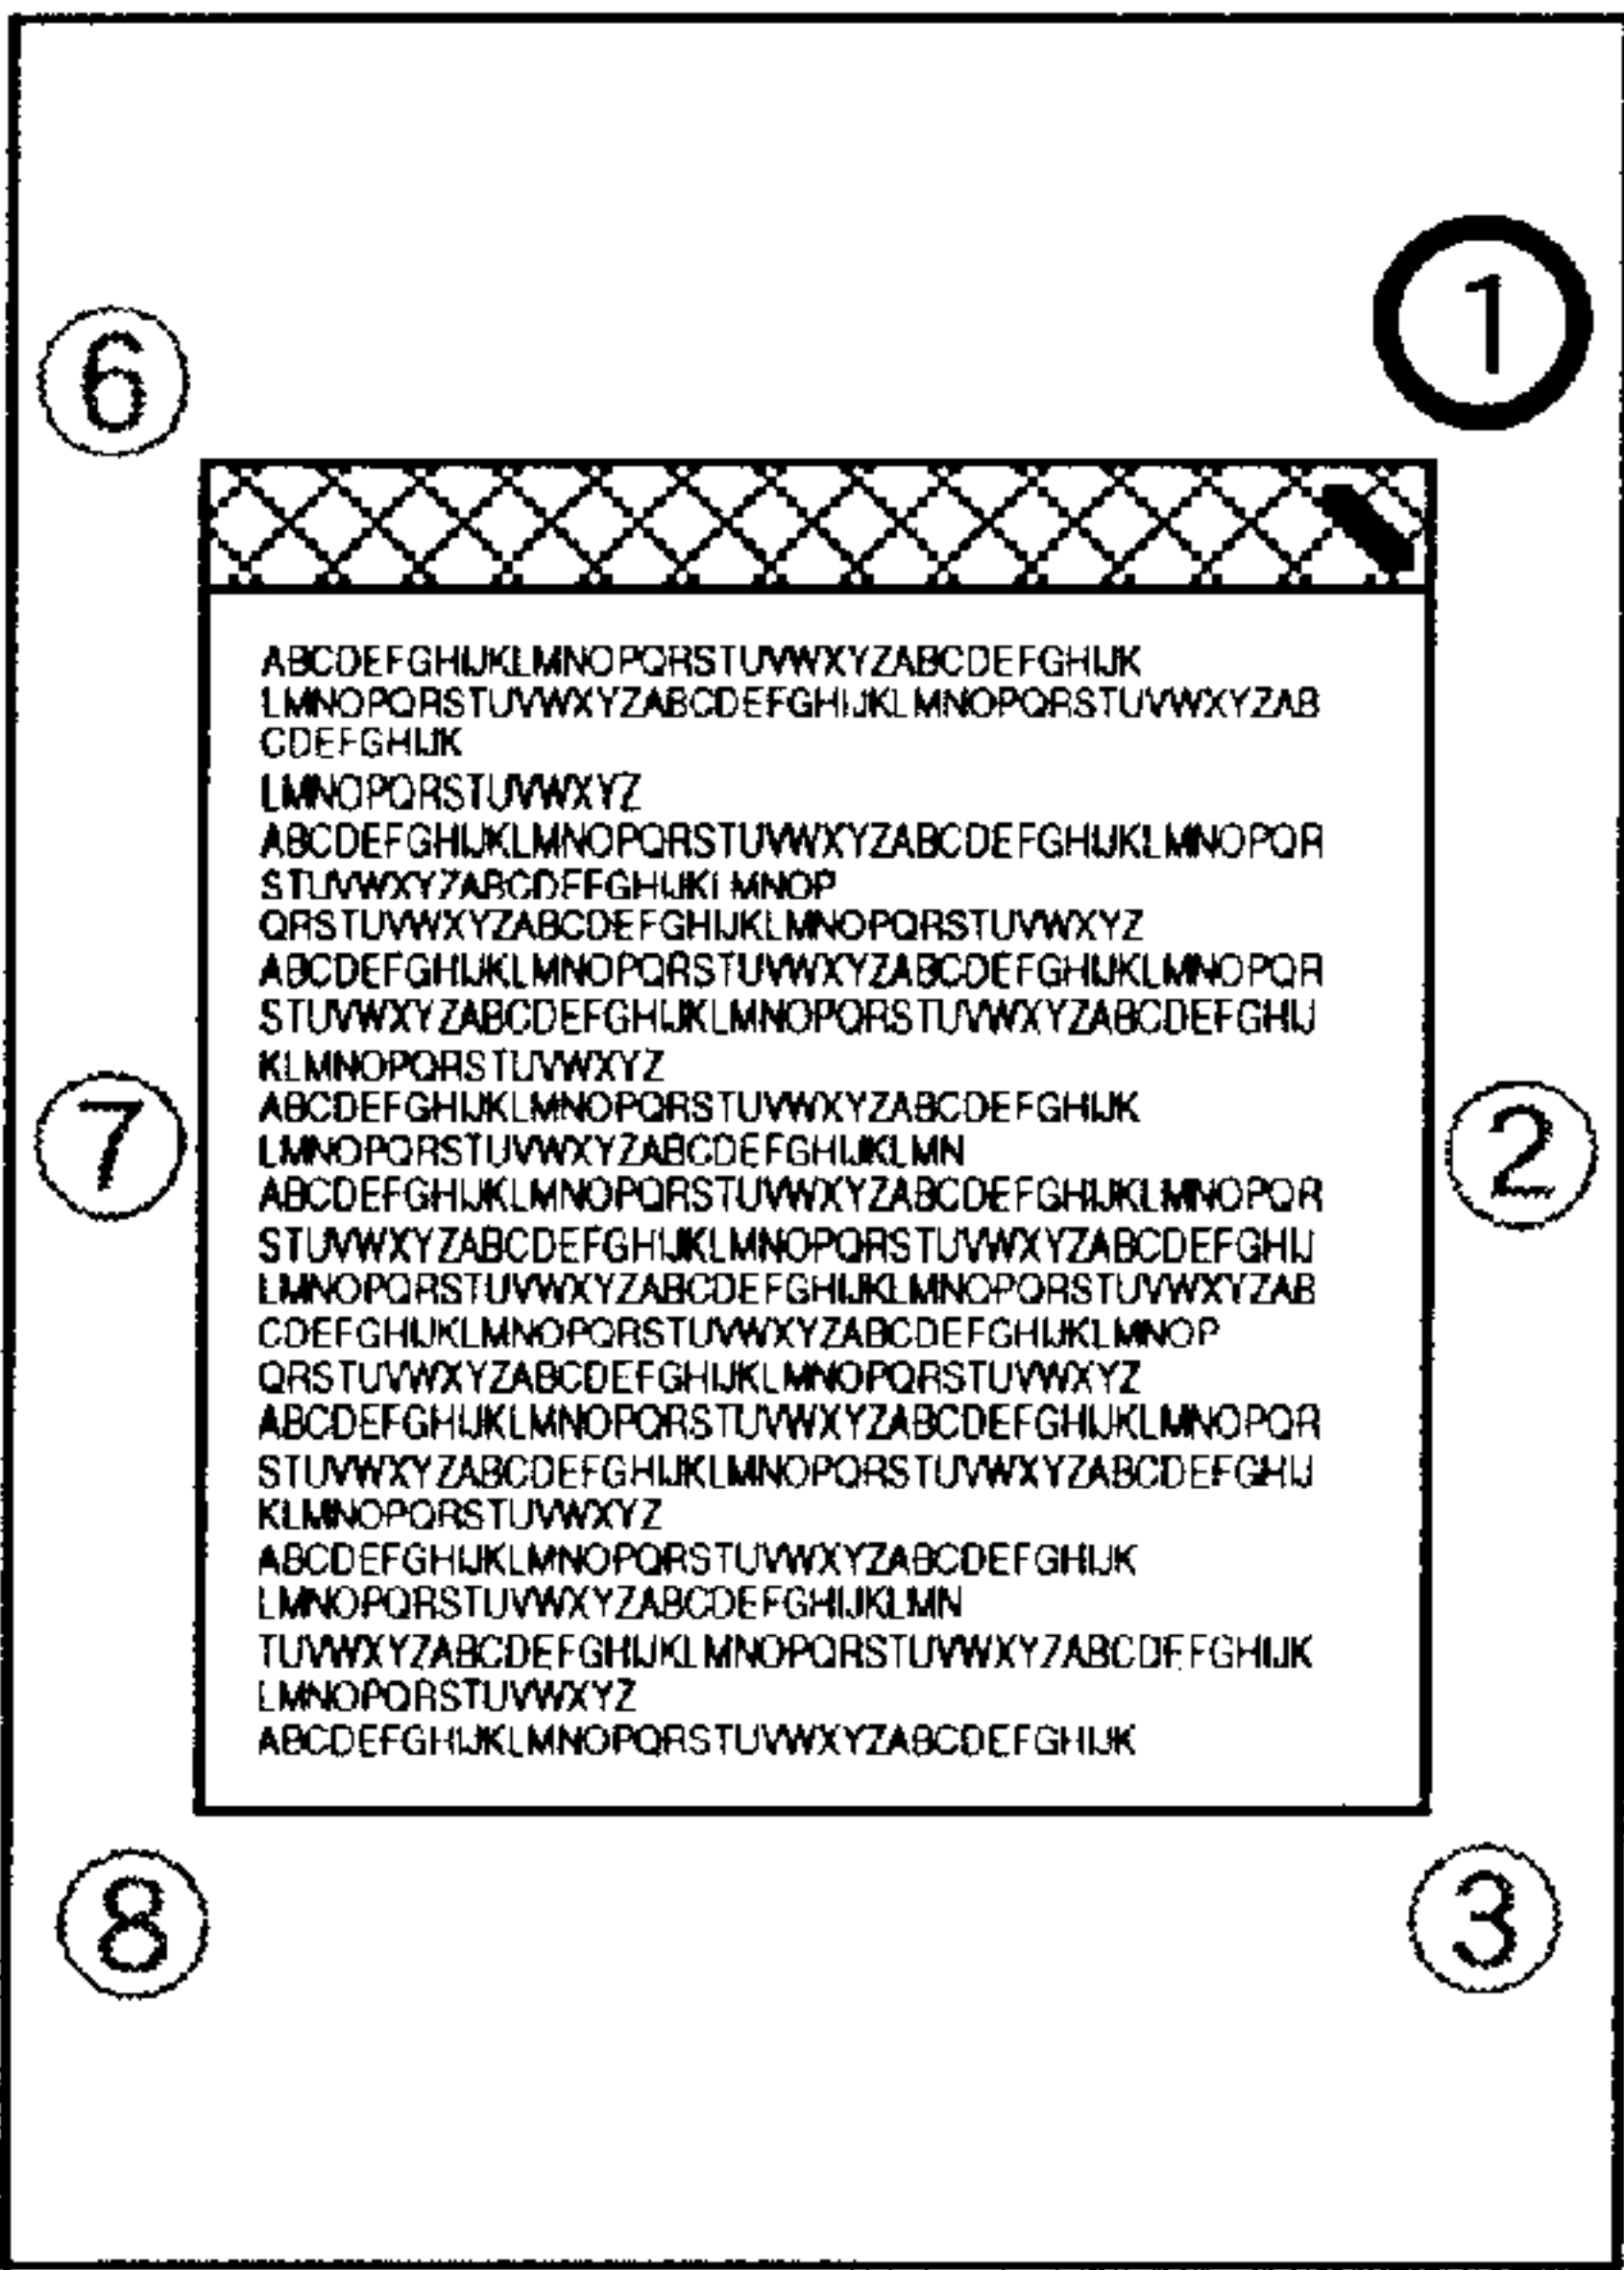 1
6
ABCDEFGHIJKLMNOPQRSTUVWXYZABCDEFGHIJK
LMNOPQRSTUVWXYZABCDEFGHIJKLMNOPQRSTUVWXYZAB
CDEFGHIJK
LMNOPQRSTUVWXYZ
ABCDEFGHIJKLMNOPQRSTUVWXYZABCDEFGHIJKLMNOPQR
STUVWXYZABCDEFGHIJKLMNOP
QRSTUVWXYZABCDEFGHIJKLMNOPQRSTUVWXYZ
ABCDEFGHIJKLMNOPQRSTUVWXYZABCDEFGHIJKLMNOPQR
STUVWXYZABCDEFGHIJKLMNOPQRSTUVWXYZABCDEFGHIJ
KLMNOPQRSTUVWXYZ
ABCDEFGHIJKLMNOPQRSTUVWXYZABCDEFGHIJK
7
2
LMNOPQRSTUVWXYZABCDEFGHIJKLMN
ABCDEFGHIJKLMNOPQRSTUVWXYZABCDEFGHIJKLMNOPQR
STUVWXYZABCDEFGHIJKLMNOPQRSTUVWXYZABCDEFGHIJ
LMNOPQRSTUVWXYZABCDEFGHIJKLMNOPQRSTUVWXYZAB
CDEFGHIJKLMNOPQRSTUVWXYZABCDEFGHIJKLMNOP
QRSTUVWXYZABCDEFGHIJKLMNOPQRSTUVWXYZ
ABCDEFGHIJKLMNOPQRSTUVWXYZABCDEFGHIJKLMNOPQR
STUVWXYZABCDEFGHIJKLMNOPQRSTUVWXYZABCDEFGHIJ
KLMNOPQRSTUVWXYZ
ABCDEFGHIJKLMNOPQRSTUVWXYZABCDEFGHIJK
LMNOPQRSTUVWXYZABCDEFGHIJKLMN
TUVWXYZABCDEFGHIJKLMNOPQRSTUVWXYZABCDEFGHIJK
LMNOPQRSTUVWXYZ
ABCDEFGHIJKLMNOPQRSTUVWXYZABCDEFGHIJK
8
3